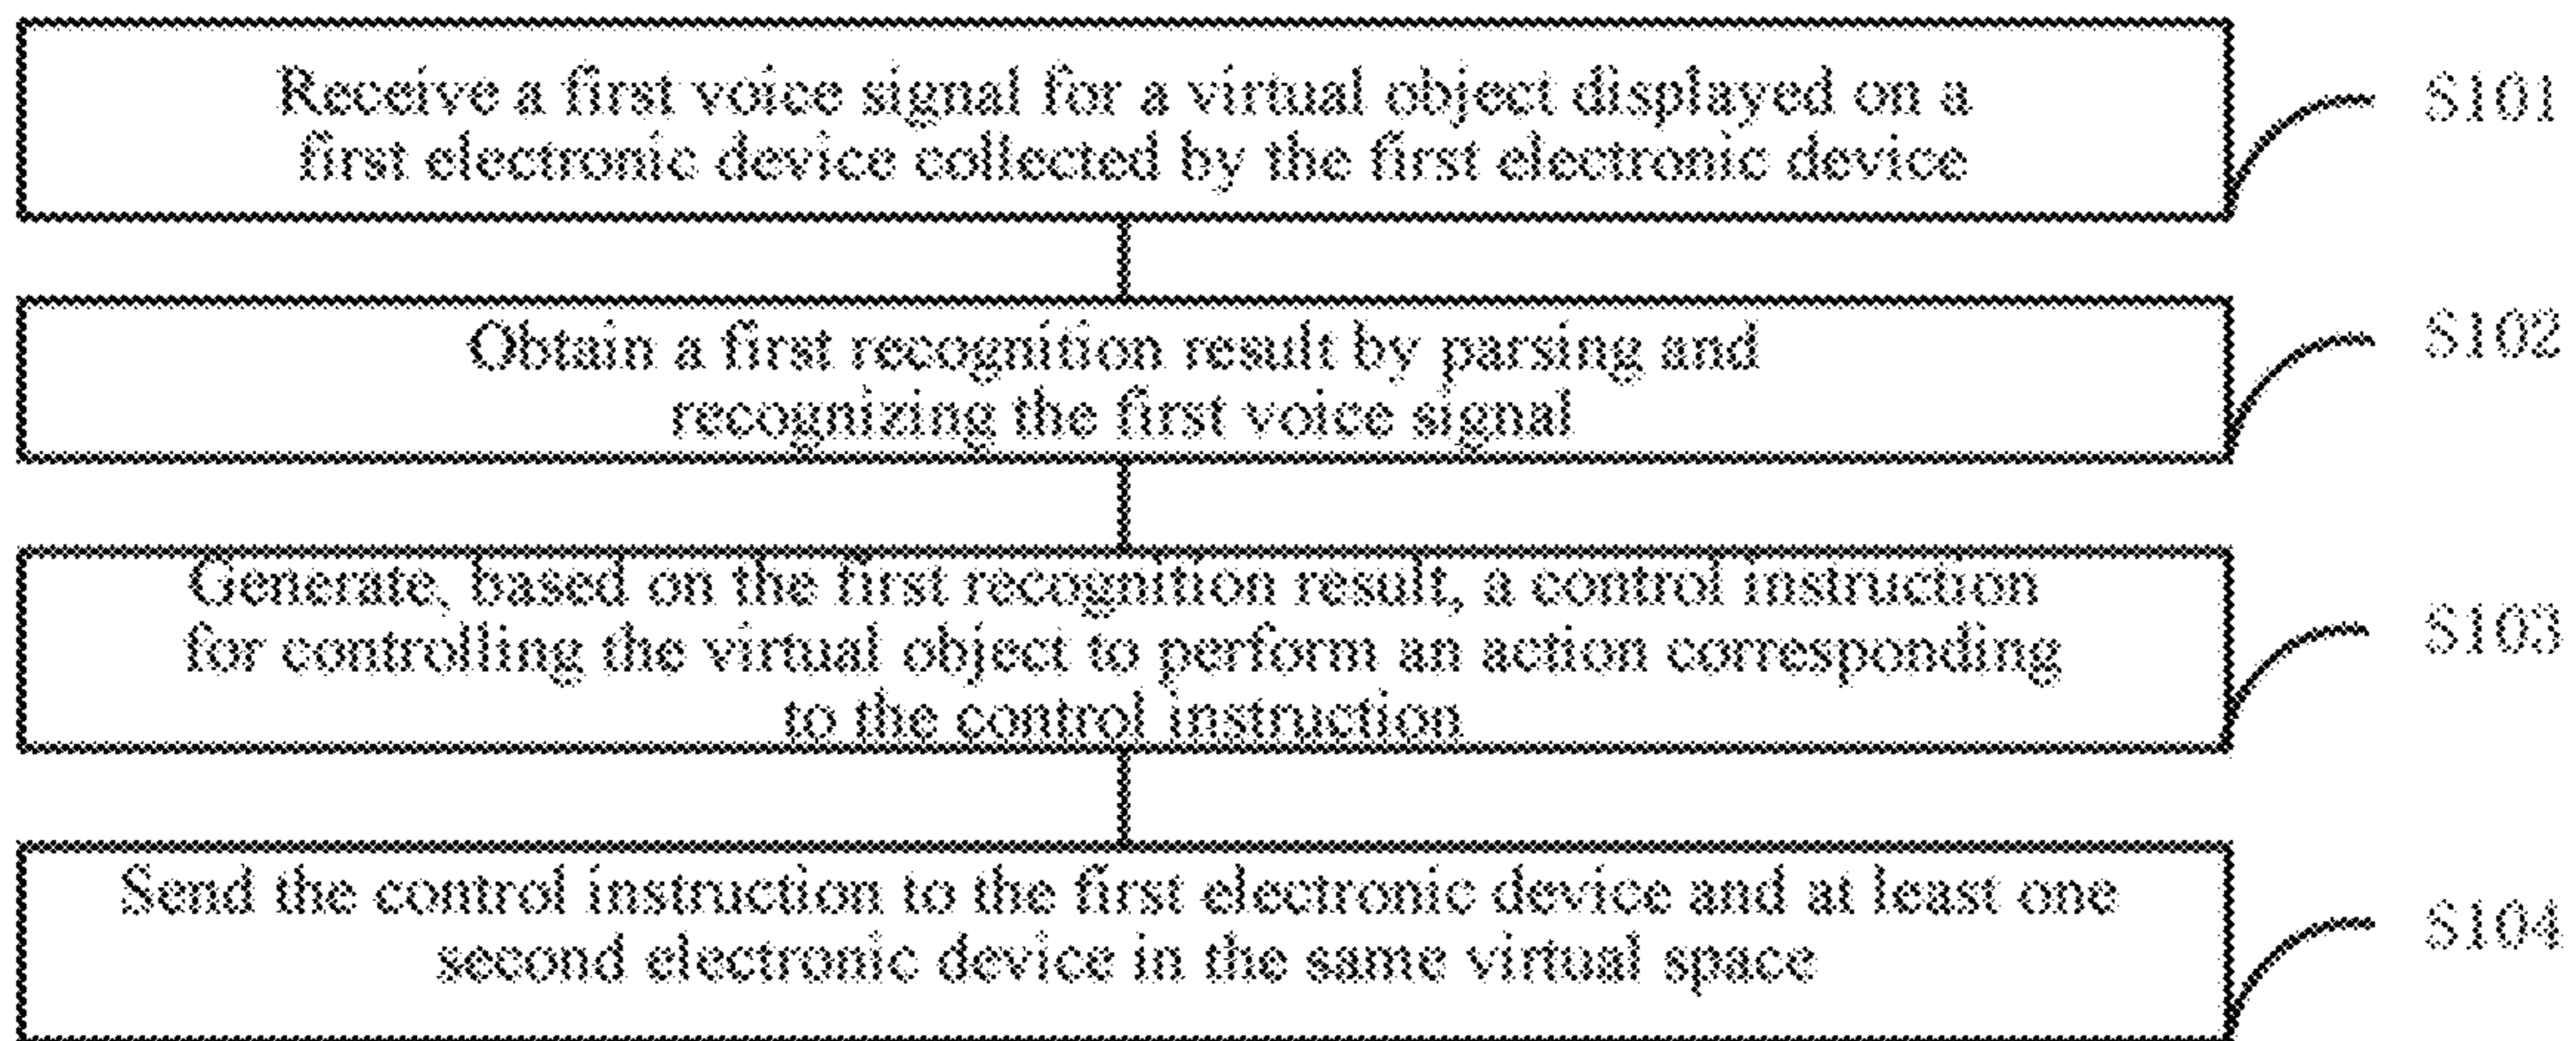 Receive a first voice signal for a virtual object displayed on a
first electronic device collected by the first electronic device
S101
Obtain a first recognition result by parsing and
recognizing the first voice signal
S102
Generate, based on the first recognition result, a control instruction
for controlling the virtual object to perform an action corresponding
to the control instruction
S103
Send the control instruction to the first electronic device and at least one
second electronic device in the same virtual space
S104